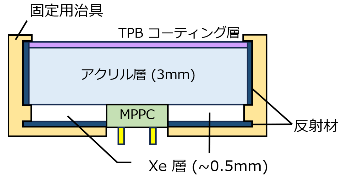 固定用治具
TPB コーティング層
アクリル層 (3mm)
MPPC
反射材
Xe 層 (~0.5mm)